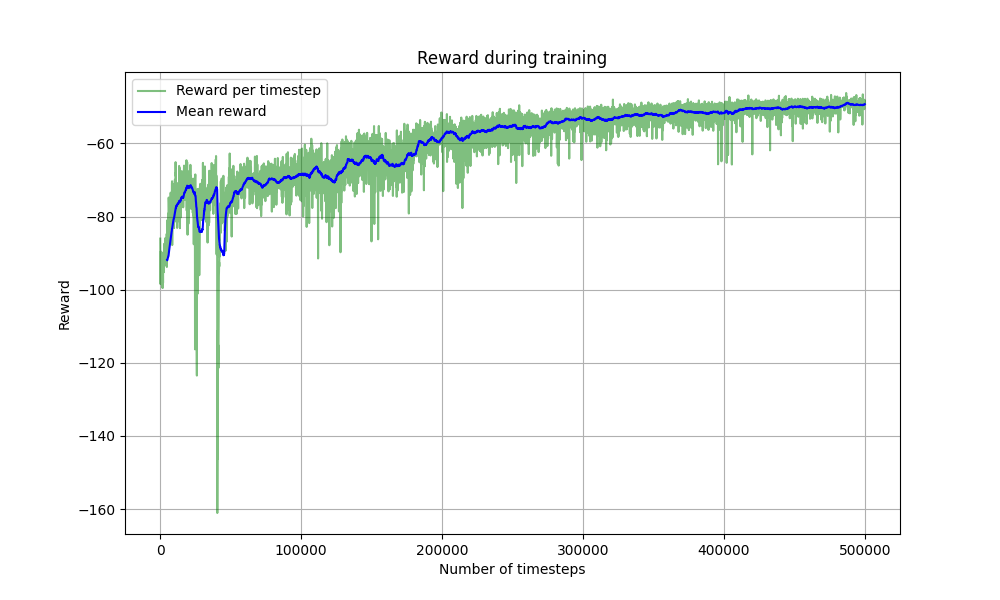 Reward during training
Reward per timestep
Mean reward
−60
−80
−100
−120
−140
−160
Reward
0 100000 200000 300000 400000 500000
Number of timesteps